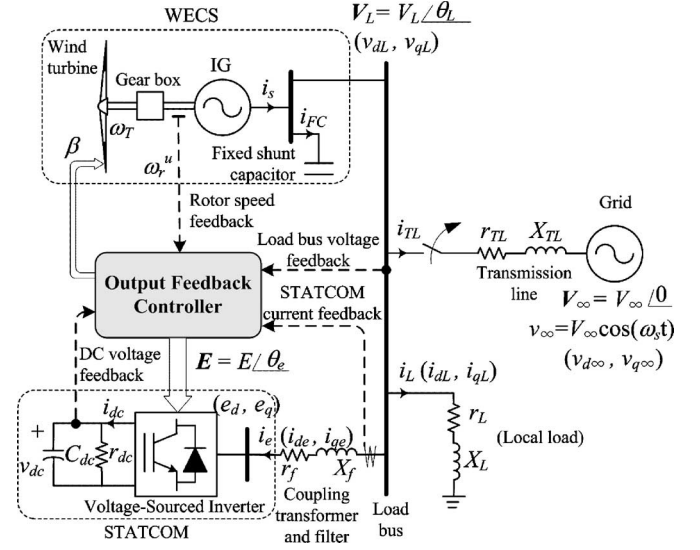 WECS
V_L = V_L /θ_L
(v_dL, v_qL)
Wind
turbine
Gear box
IG
i_s
ω_T
i_FC
β
ω_r^u
Fixed shunt
capacitor
Rotor speed
feedback
Load bus voltage
feedback
i_TL
r_TL
X_TL
Grid
Transmission
line
V_∞ = V_∞ /0
v_∞=V_∞cos(ω_st)
(v_d∞, v_q∞)
Output Feedback
Controller
STATCOM
current feedback
DC voltage
feedback
E = E/θ_e
(e_d, e_q)
i_L (i_dL, i_qL)
r_L
(Local load)
X_L
+
i_dc
v_dc
C_dc
r_dc
i_e (i_de, i_qe)
r_f
X_f
Voltage-Sourced Inverter
STATCOM
Coupling
transformer
and filter
Load
bus